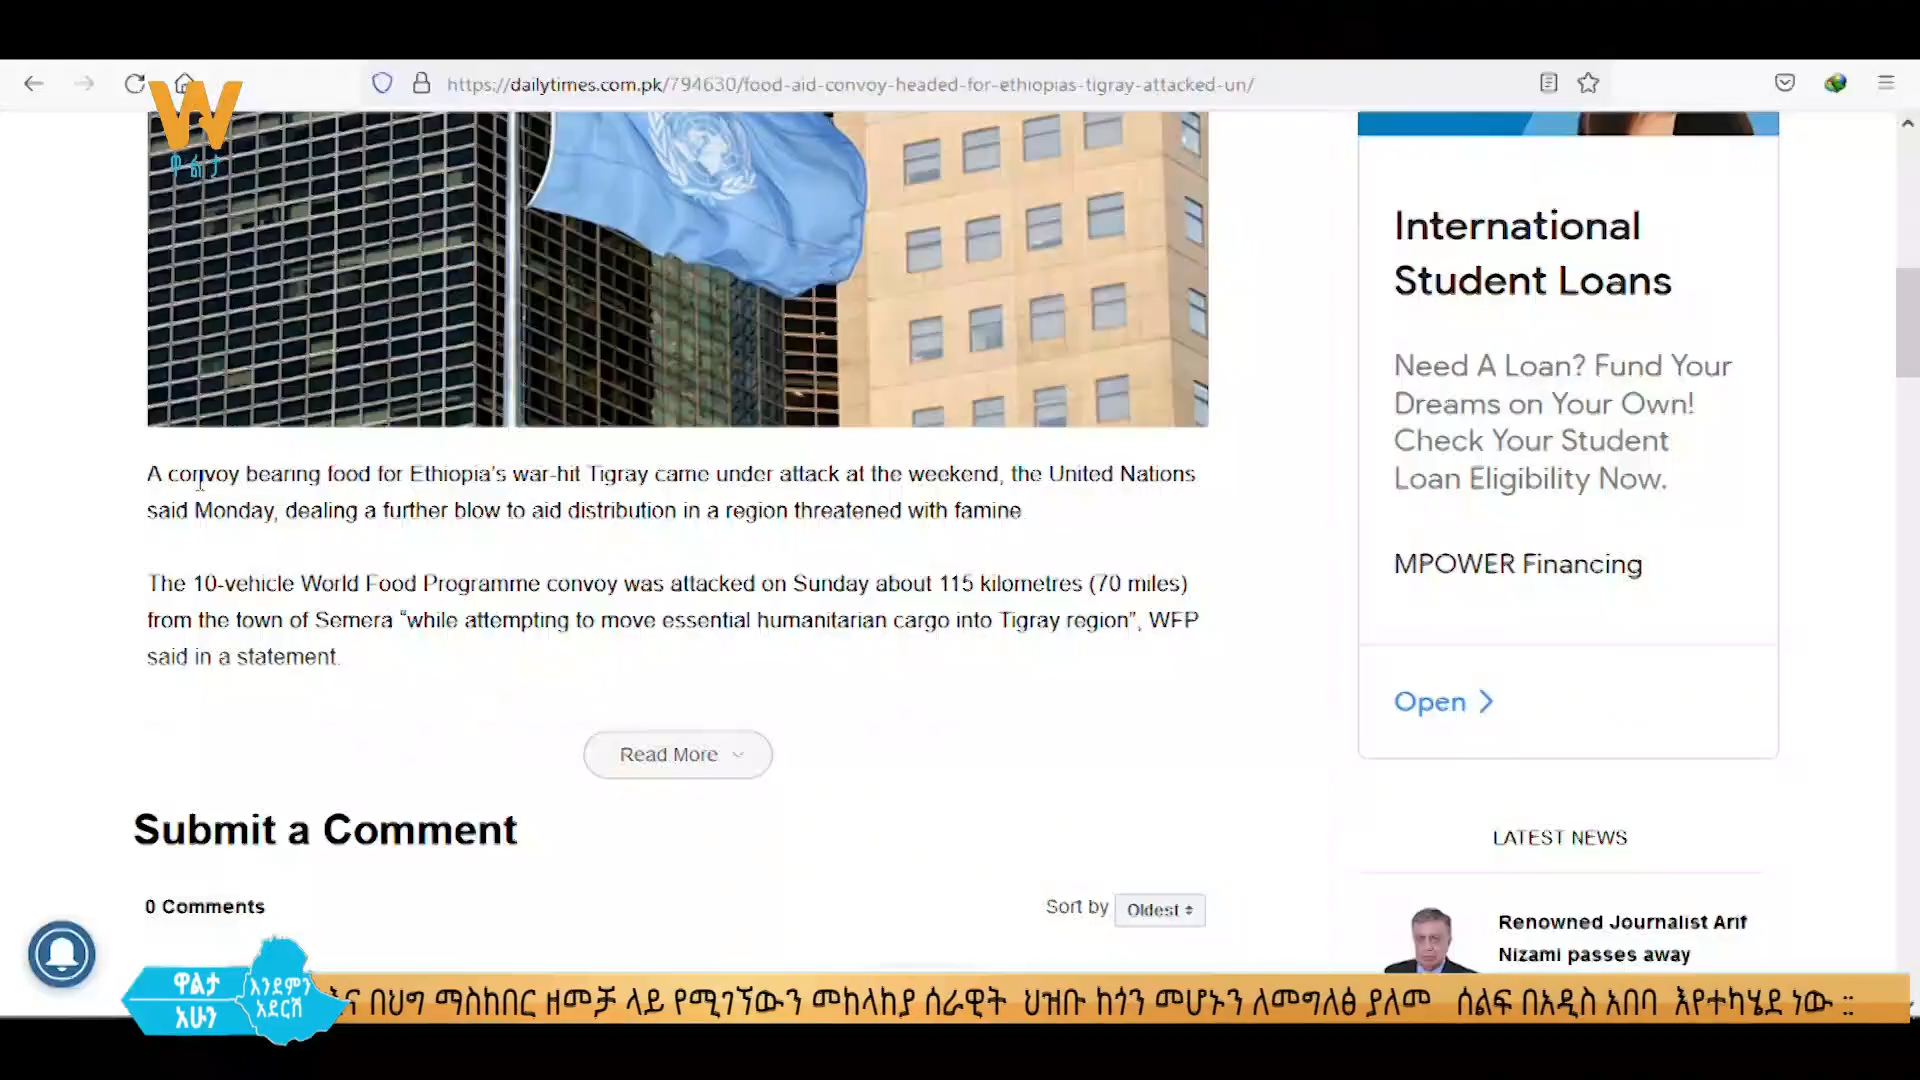 https://dailytimes.com.pk/794630/food-aid-convoy-headed-for-ethiopias-tigray-attacked-un/
W
ዋልታ
A convoy bearing food for Ethiopia's war-hit Tigray came under attack at the weekend, the United Nations
said Monday, dealing a further blow to aid distribution in a region threatened with famine
The 10-vehicle World Food Programme convoy was attacked on Sunday about 115 kilometres (70 miles)
from the town of Semera “while attempting to move essential humanitarian cargo into Tigray region”, WFP
said in a statement.
Read More
Submit a Comment
0 Comments
Sort by Oldest
International
Student Loans
Need A Loan? Fund Your
Dreams on Your Own!
Check Your Student
Loan Eligibility Now.
MPOWER Financing
Open
LATEST NEWS
Renowned Journalist Arif
Nizami passes away
ዋልታ
አሁን
እንደምን
አደርሽ
እና በህግ ማስከበር ዘመቻ ላይ የሚገኘውን መከላከያ ሰራዊት ህዝቡ ከጎን መሆኑን ለመግለፅ ያለመ ሰልፍ በአዲስ አበባ እየተካሄደ ነው ::